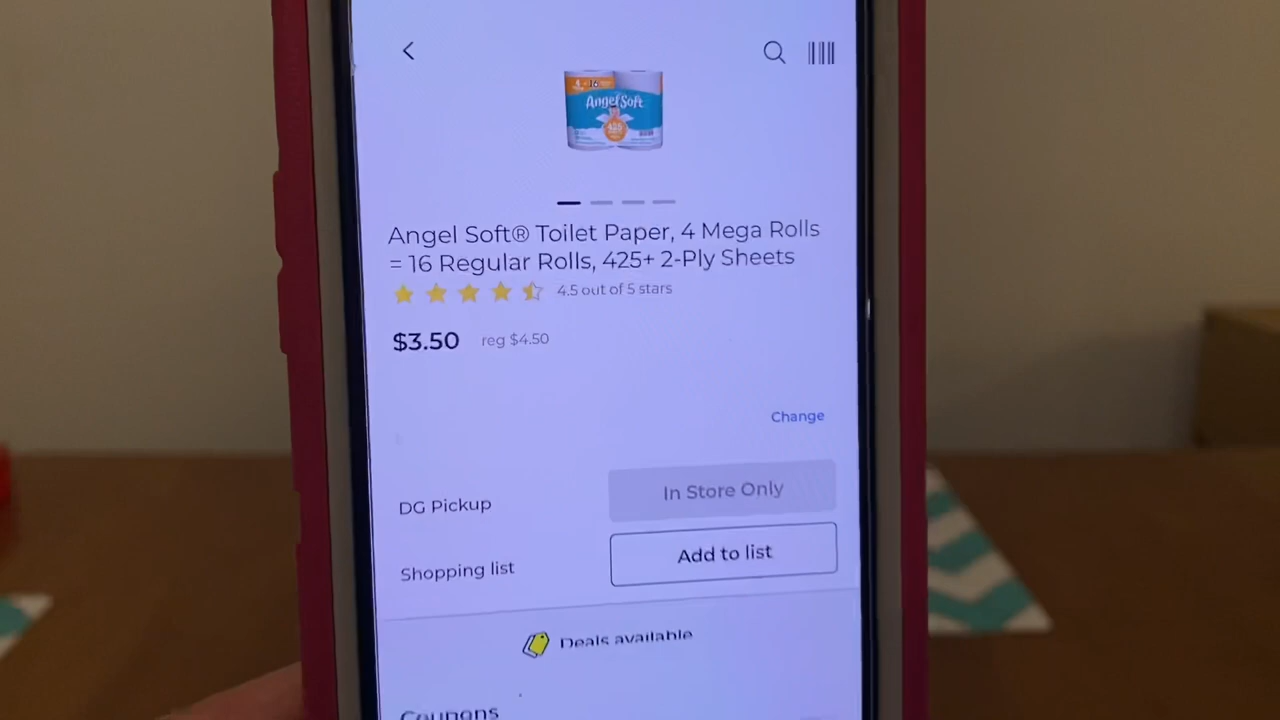 Angel Soft
425
Angel Soft® Toilet Paper, 4 Mega Rolls
= 16 Regular Rolls, 425+ 2-Ply Sheets
4.5 out of 5 stars
$3.50 reg $4.50
Change
DG Pickup In Store Only
Shopping list Add to list
Deals available
Coupons